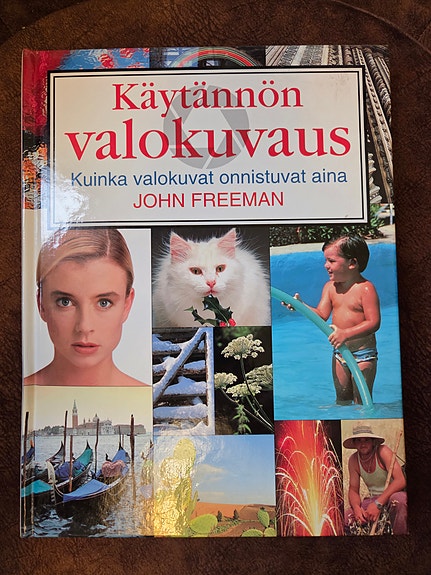 Käytännön
valokuvaus
Kuinka valokuvat onnistuvat aina
JOHN FREEMAN